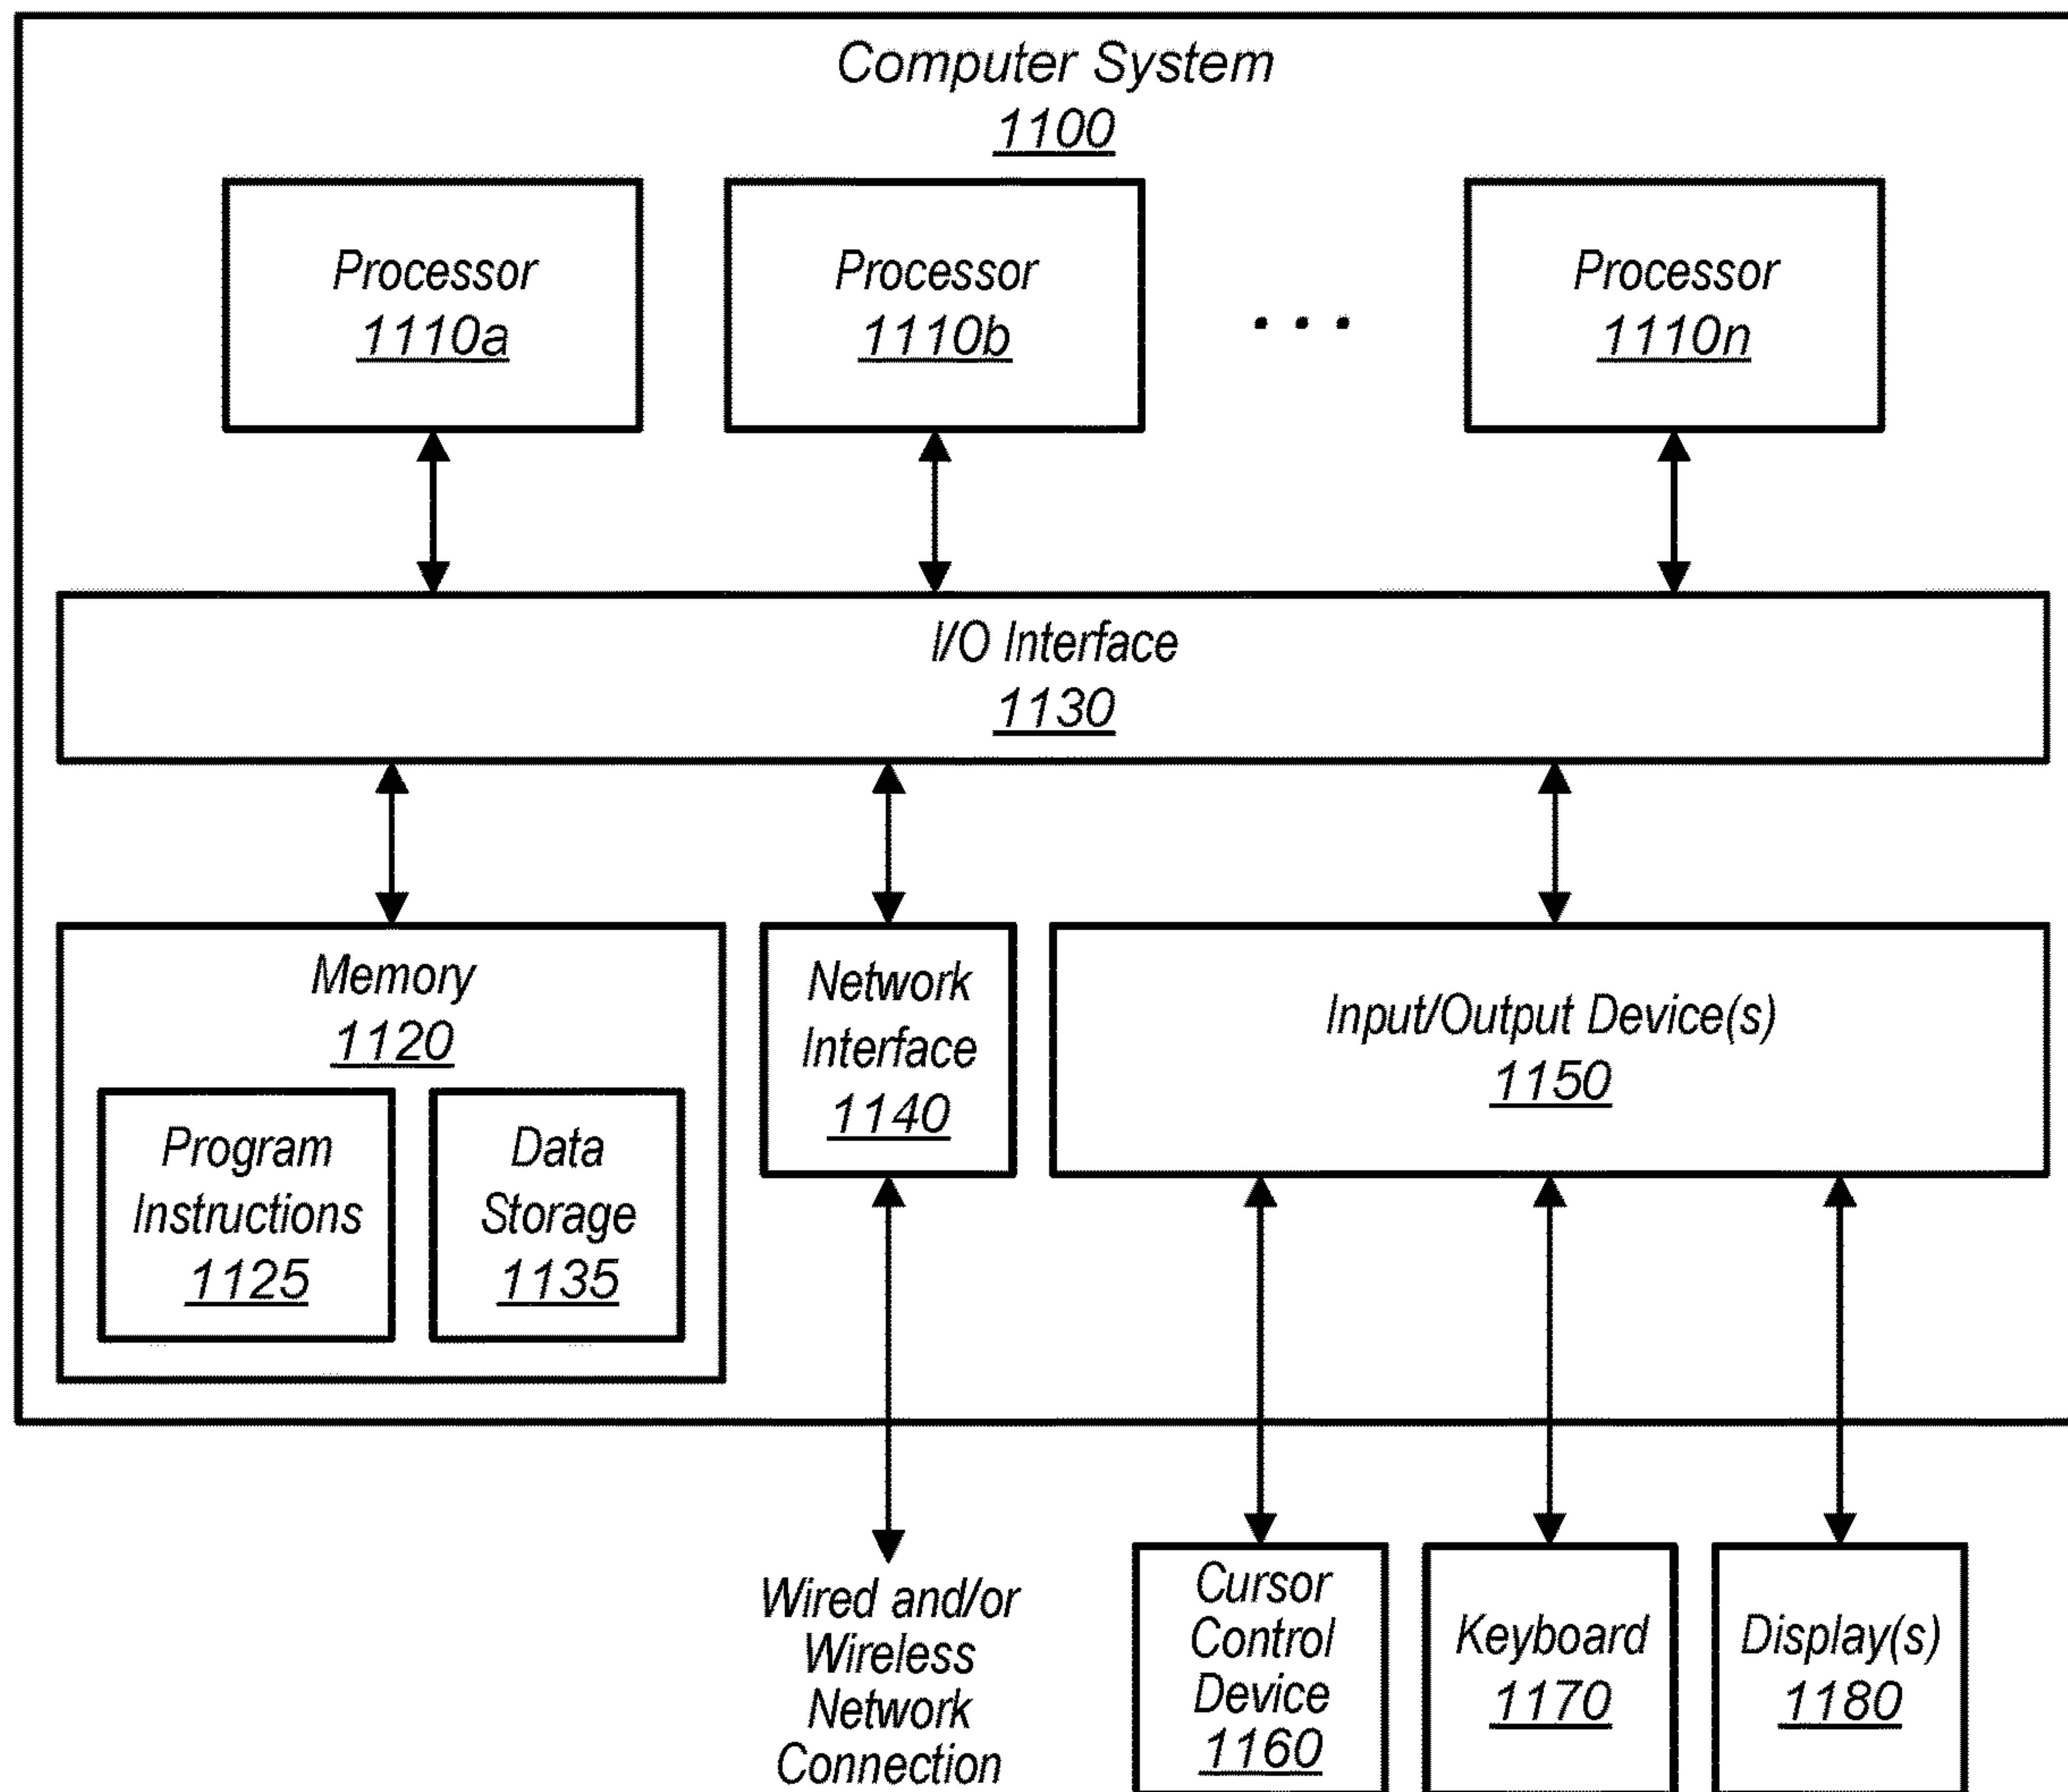 Computer System
1100
Processor
1110a
Processor
1110b
. . .
Processor
1110n
I/O Interface
1130
Memory
1120
Program
Instructions
1125
Data
Storage
1135
Network
Interface
1140
Input/Output Device(s)
1150
Wired and/or
Wireless
Network
Connection
Cursor
Control
Device
1160
Keyboard
1170
Display(s)
1180